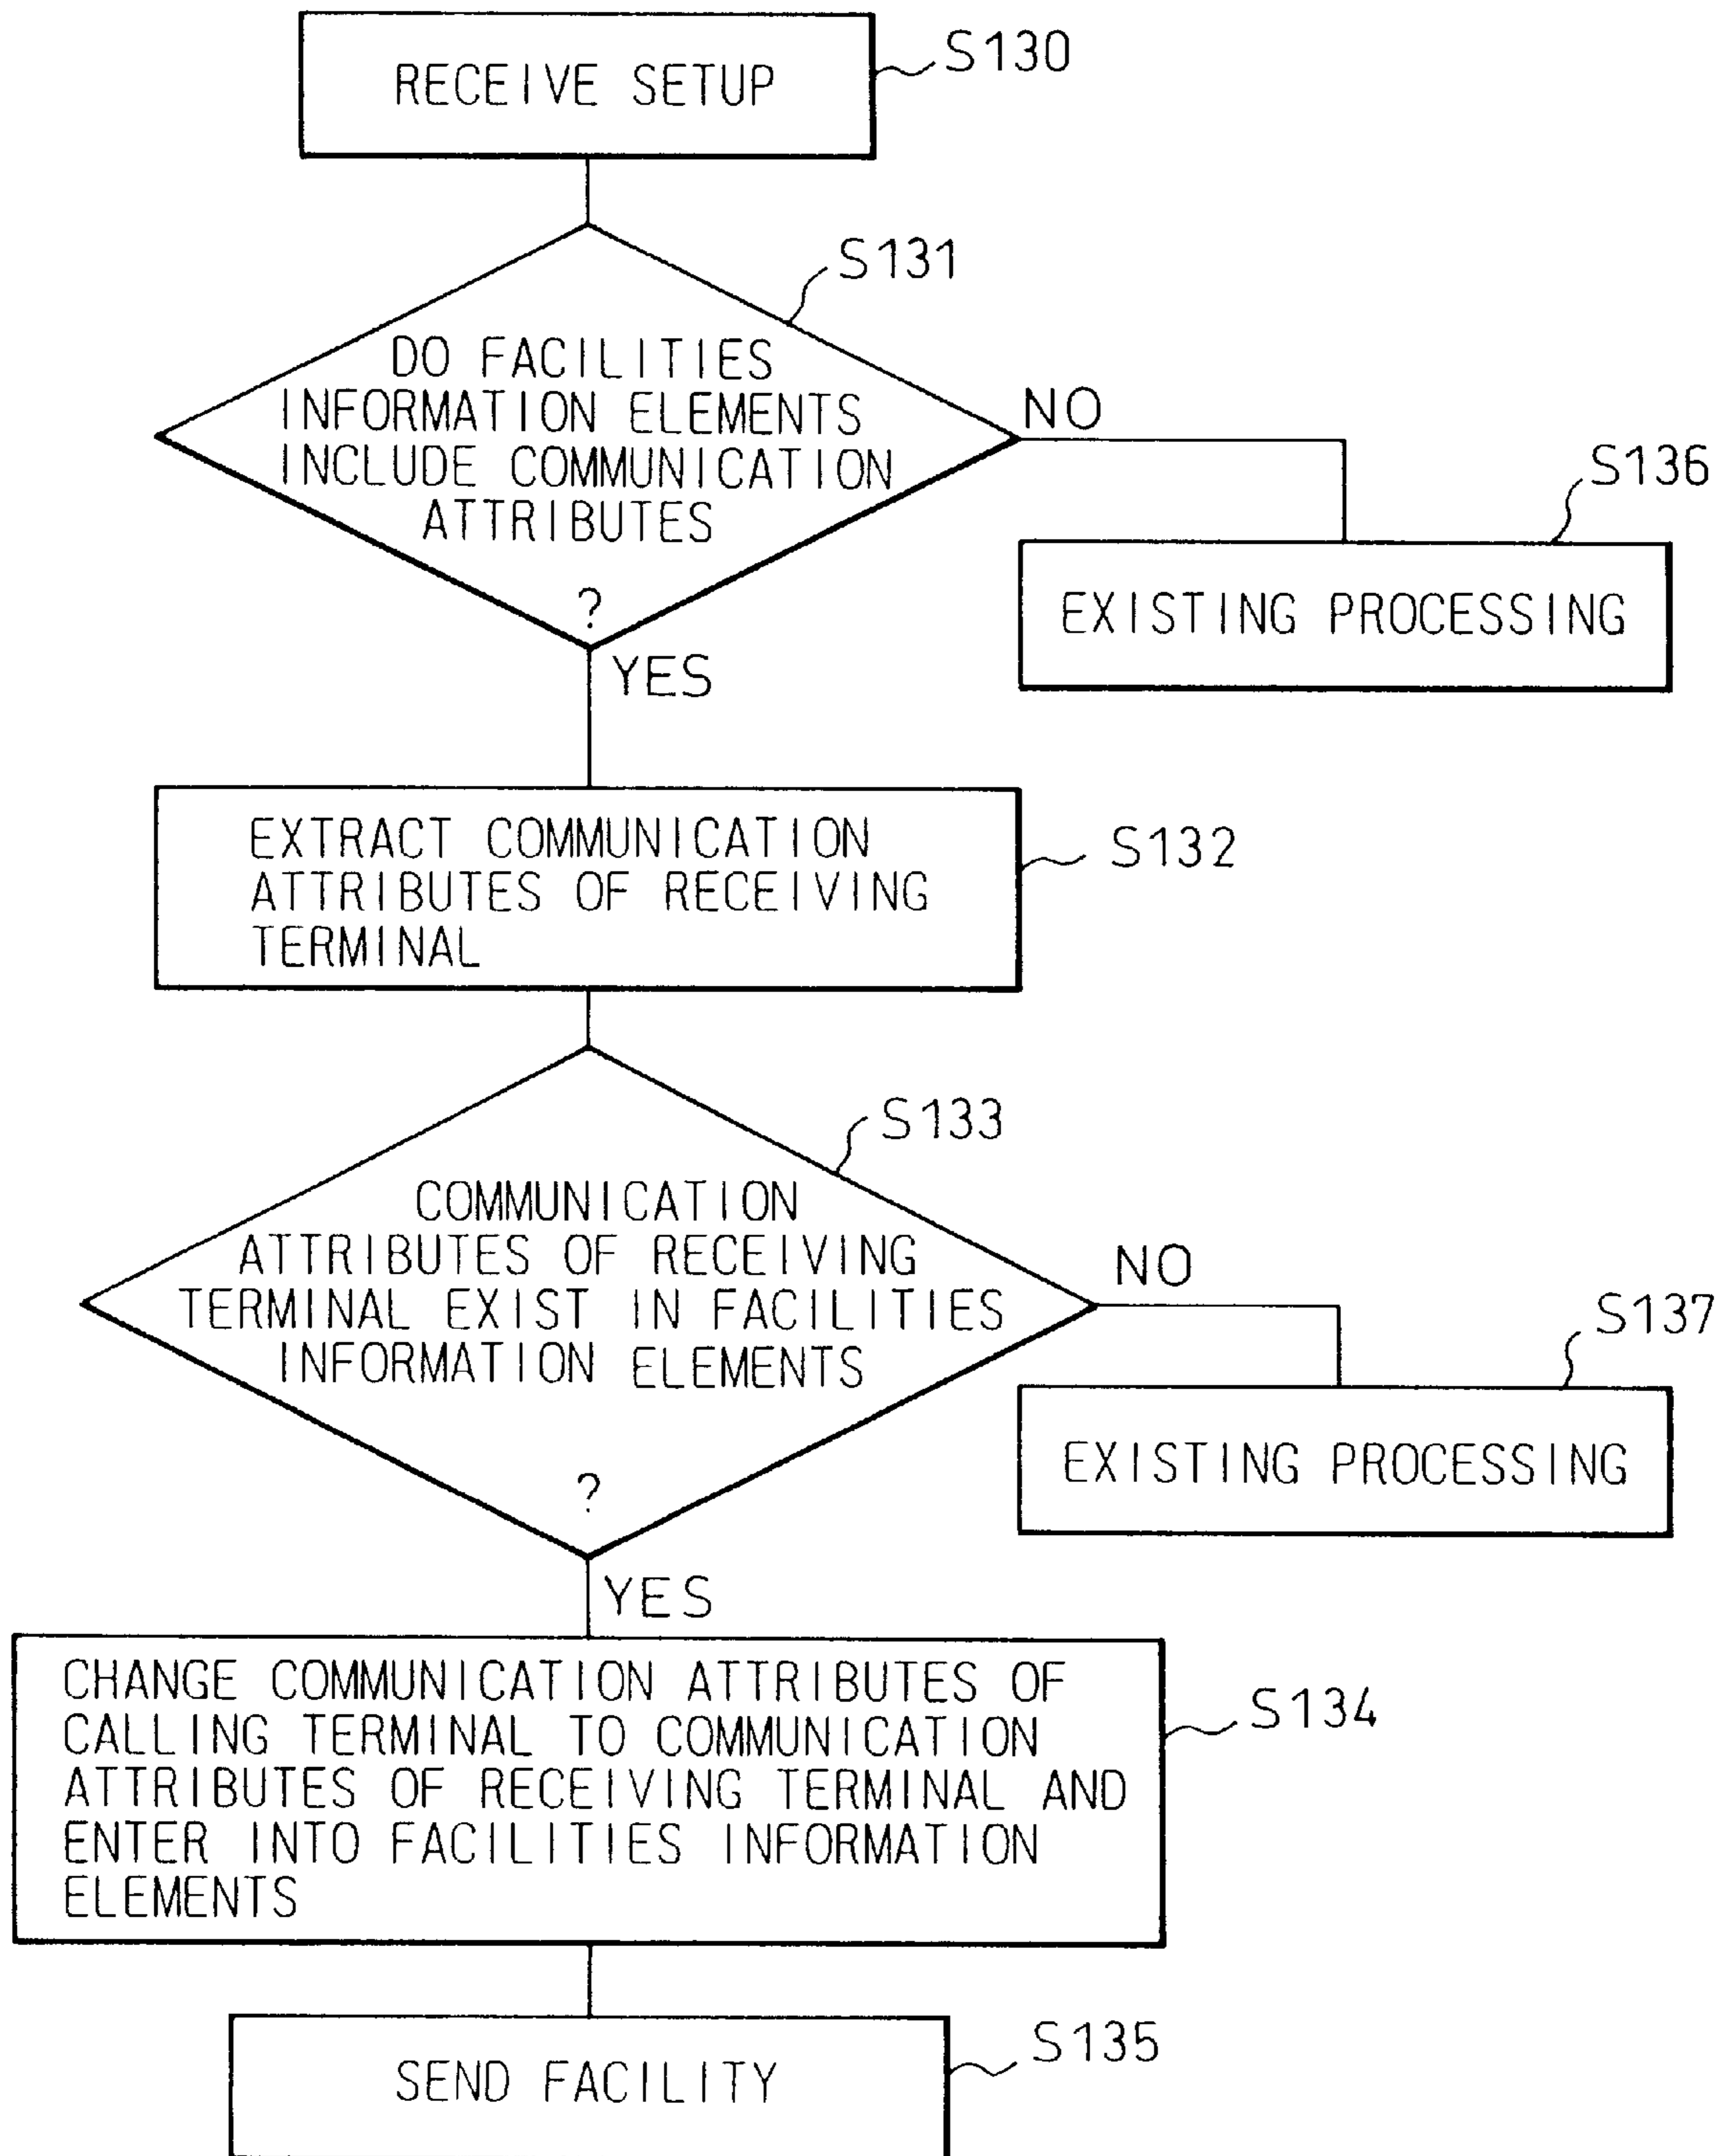 RECEIVE SETUP
S130
S131
DO FACILITIES
INFORMATION ELEMENTS
INCLUDE COMMUNICATION
ATTRIBUTES
?
NO
YES
S136
EXISTING PROCESSING
EXTRACT COMMUNICATION
ATTRIBUTES OF RECEIVING
TERMINAL
S132
S133
COMMUNICATION
ATTRIBUTES OF RECEIVING
TERMINAL EXIST IN FACILITIES
INFORMATION ELEMENTS
?
NO
YES
S137
EXISTING PROCESSING
CHANGE COMMUNICATION ATTRIBUTES OF
CALLING TERMINAL TO COMMUNICATION
ATTRIBUTES OF RECEIVING TERMINAL AND
ENTER INTO FACILITIES INFORMATION
ELEMENTS
S134
SEND FACILITY
S135